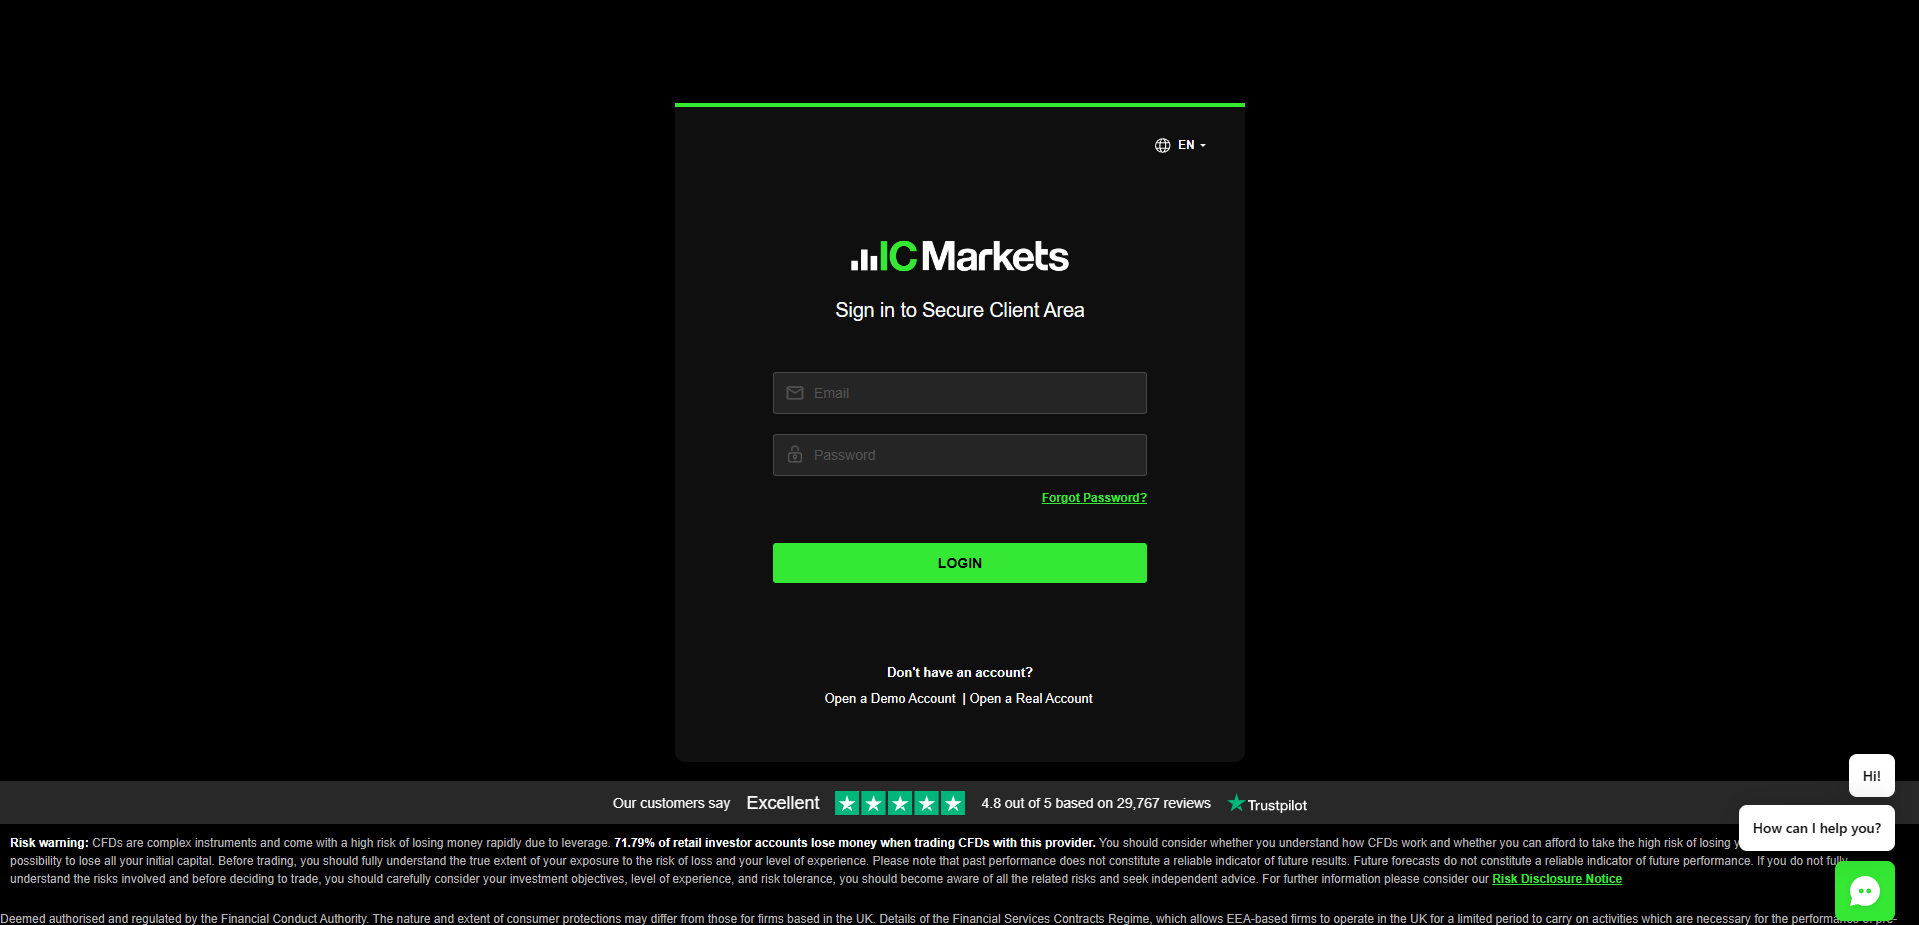 EN
IC Markets
Sign in to Secure Client Area
Email
Password
Forgot Password?
LOGIN
Don't have an account?
Open a Demo Account | Open a Real Account
Hi!
Our customers say Excellent 4.8 out of 5 based on 29,767 reviews Trustpilot
How can I help you?
Risk warning: CFDs are complex instruments and come with a high risk of losing money rapidly due to leverage. 71.79% of retail investor accounts lose money when trading CFDs with this provider. You should consider whether you understand how CFDs work and whether you can afford to take the high risk of losing
possibility to lose all your initial capital. Before trading, you should fully understand the true extent of your exposure to the risk of loss and your level of experience. Please note that past performance does not constitute a reliable indicator of future results. Future forecasts do not constitute a reliable indicator of future performance. If you do not fully
understand the risks involved and before deciding to trade, you should carefully consider your investment objectives, level of experience, and risk tolerance, you should become aware of all the related risks and seek independent advice. For further information please consider our Risk Disclosure Notice
Deemed authorised and regulated by the Financial Conduct Authority. The nature and extent of consumer protections may differ from those for firms based in the UK. Details of the Financial Services Contracts Regime, which allows EEA-based firms to operate in the UK for a limited period to carry on activities which are necessary for the